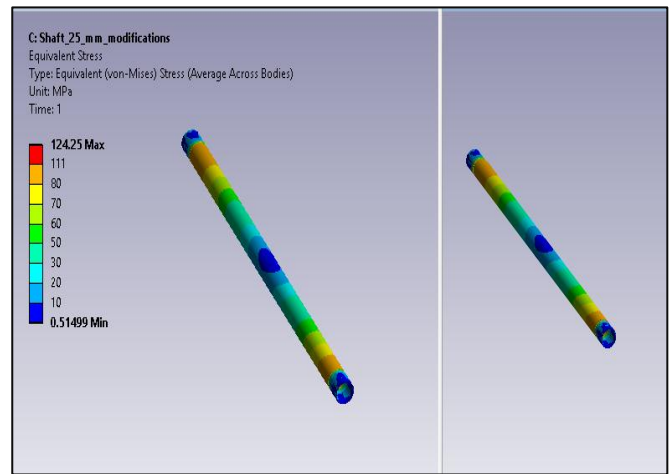 C: Shaft_25_mm_modifications
Equivalent Stress
Type: Equivalent (von-Mises) Stress (Average Across Bodies)
Unit: MPa
Time: 1
124.25 Max
111
80
70
60
50
30
20
10
0.51499 Min